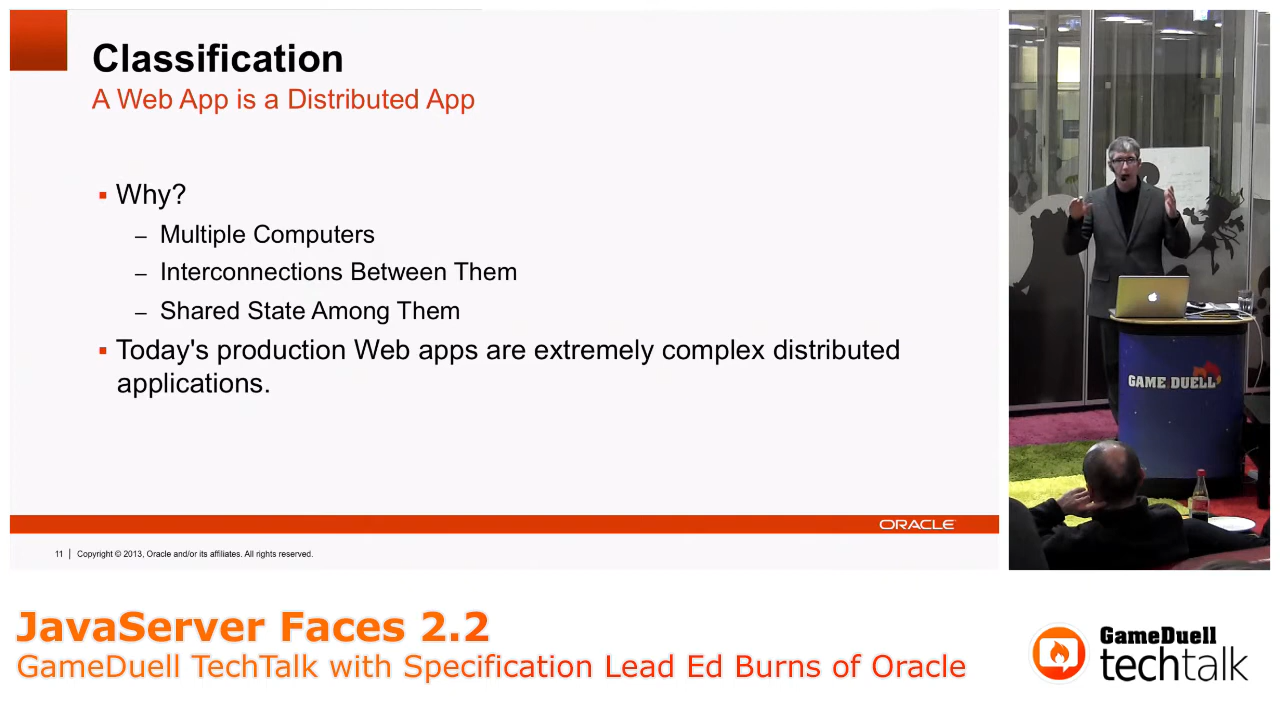 Classification
A Web App is a Distributed App
▪ Why?
– Multiple Computers
– Interconnections Between Them
– Shared State Among Them
▪ Today's production Web apps are extremely complex distributed
applications.
ORACLE
11 | Copyright © 2013, Oracle and/or its affiliates. All rights reserved.
GAME DUELL
JavaServer Faces 2.2
GameDuell TechTalk with Specification Lead Ed Burns of Oracle
GameDuell
techtalk